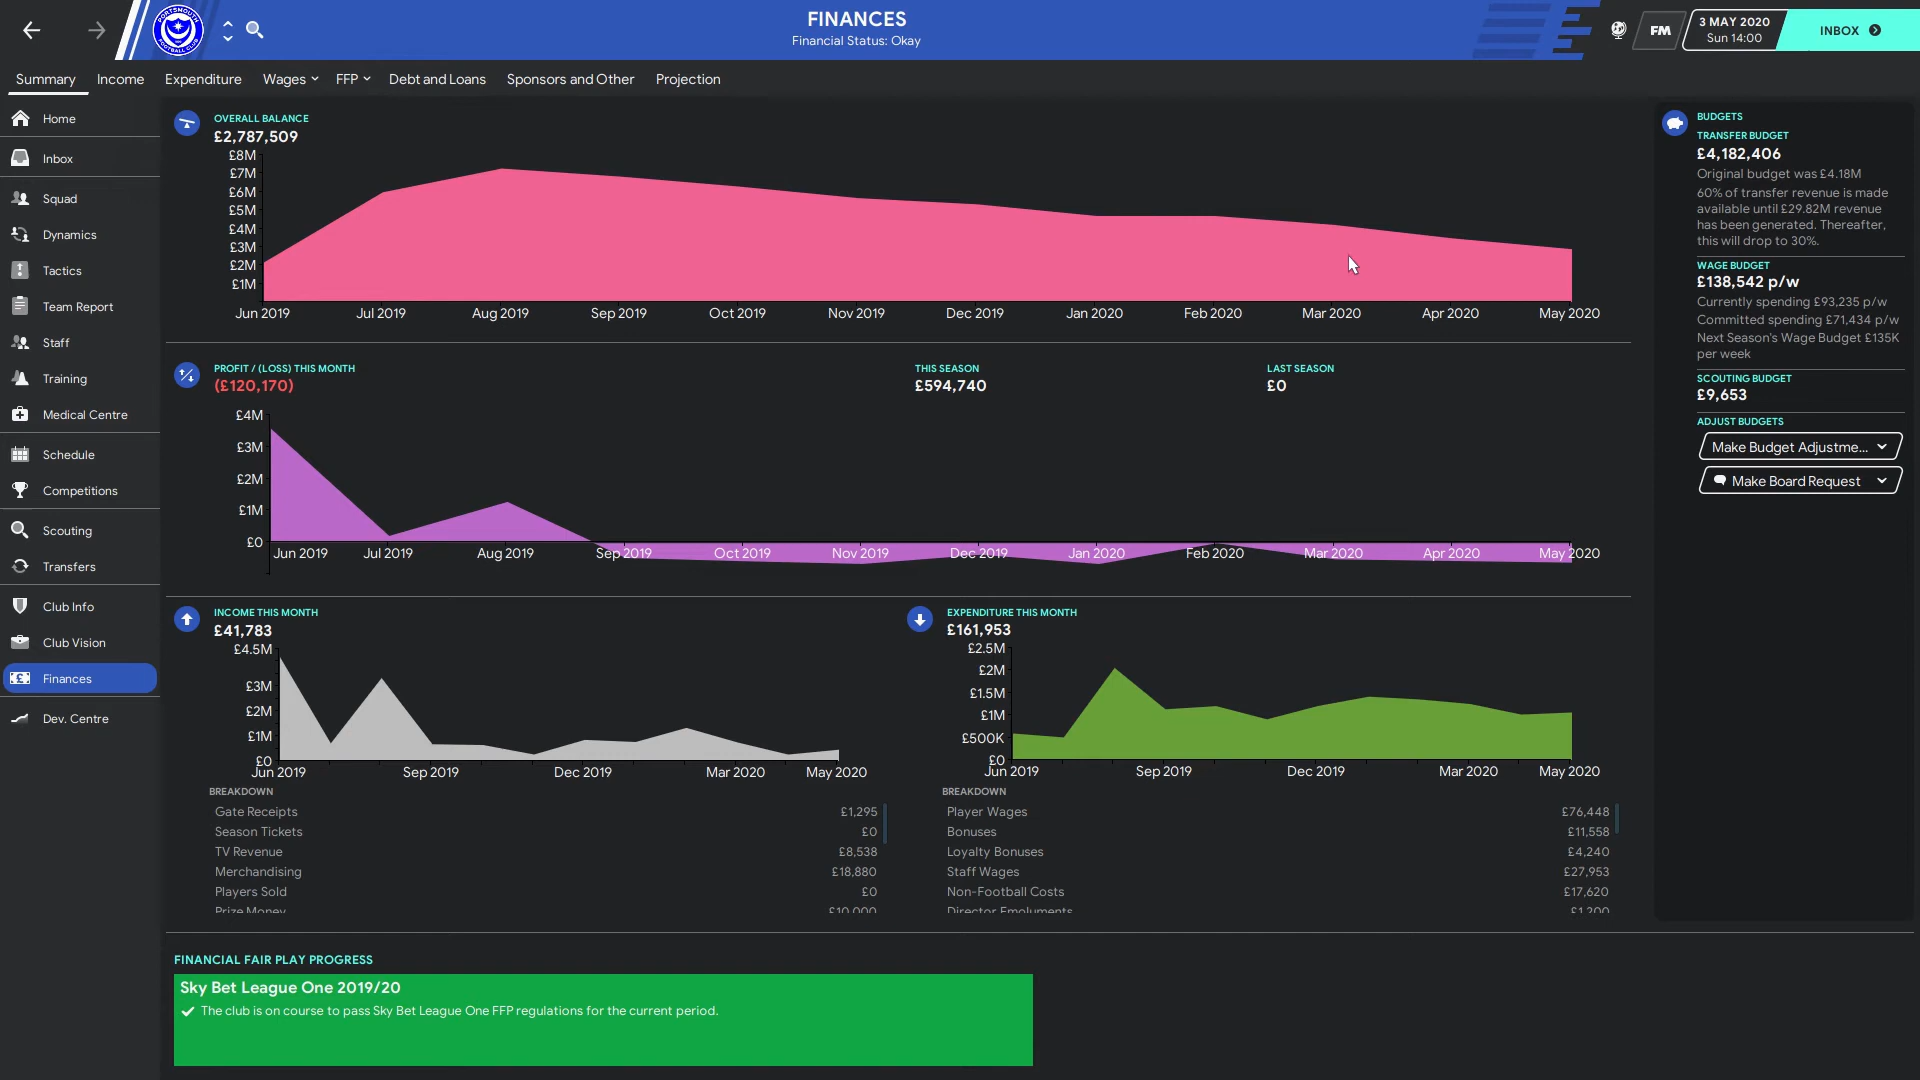 FINANCES
Financial Status: Okay
FM
3 MAY 2020
Sun 14:00
INBOX
Summary
Income
Expenditure
Wages
FFP
Debt and Loans
Sponsors and Other
Projection
Home
Inbox
Squad
Dynamics
Tactics
Team Report
Staff
Training
Medical Centre
Schedule
Competitions
Scouting
Transfers
Club Info
Club Vision
Finances
Dev. Centre
OVERALL BALANCE
£2,787,509
£8M
£7M
£6M
£5M
£4M
£3M
£2M
£1M
Jun 2019
Jul 2019
Aug 2019
Sep 2019
Oct 2019
Nov 2019
Dec 2019
Jan 2020
Feb 2020
Mar 2020
Apr 2020
May 2020
PROFIT / (LOSS) THIS MONTH
(£120,170)
THIS SEASON
£594,740
LAST SEASON
£0
£4M
£3M
£2M
£1M
£0
Jun 2019
Jul 2019
Aug 2019
Sep 2019
Oct 2019
Nov 2019
Dec 2019
Jan 2020
Feb 2020
Mar 2020
Apr 2020
May 2020
INCOME THIS MONTH
£41,783
£4.5M
£3M
£2M
£1M
£0
Jun 2019
Sep 2019
Dec 2019
Mar 2020
May 2020
BREAKDOWN
Gate Receipts £1,295
Season Tickets £0
TV Revenue £8,538
Merchandising £18,880
Players Sold £0
Prize Money £10,000
EXPENDITURE THIS MONTH
£161,953
£2.5M
£2M
£1.5M
£1M
£500K
£0
Jun 2019
Sep 2019
Dec 2019
Mar 2020
May 2020
BREAKDOWN
Player Wages £76,448
Bonuses £11,558
Loyalty Bonuses £4,240
Staff Wages £27,953
Non-Football Costs £17,620
Director Emoluments £1,200
BUDGETS
TRANSFER BUDGET
£4,182,406
Original budget was £4.18M
60% of transfer revenue is made
available until £29.82M revenue
has been generated. Thereafter,
this will drop to 30%.
WAGE BUDGET
£138,542 p/w
Currently spending £93,235 p/w
Committed spending £71,434 p/w
Next Season's Wage Budget £135K
per week
SCOUTING BUDGET
£9,653
ADJUST BUDGETS
Make Budget Adjustme...
Make Board Request
FINANCIAL FAIR PLAY PROGRESS
Sky Bet League One 2019/20
The club is on course to pass Sky Bet League One FFP regulations for the current period.